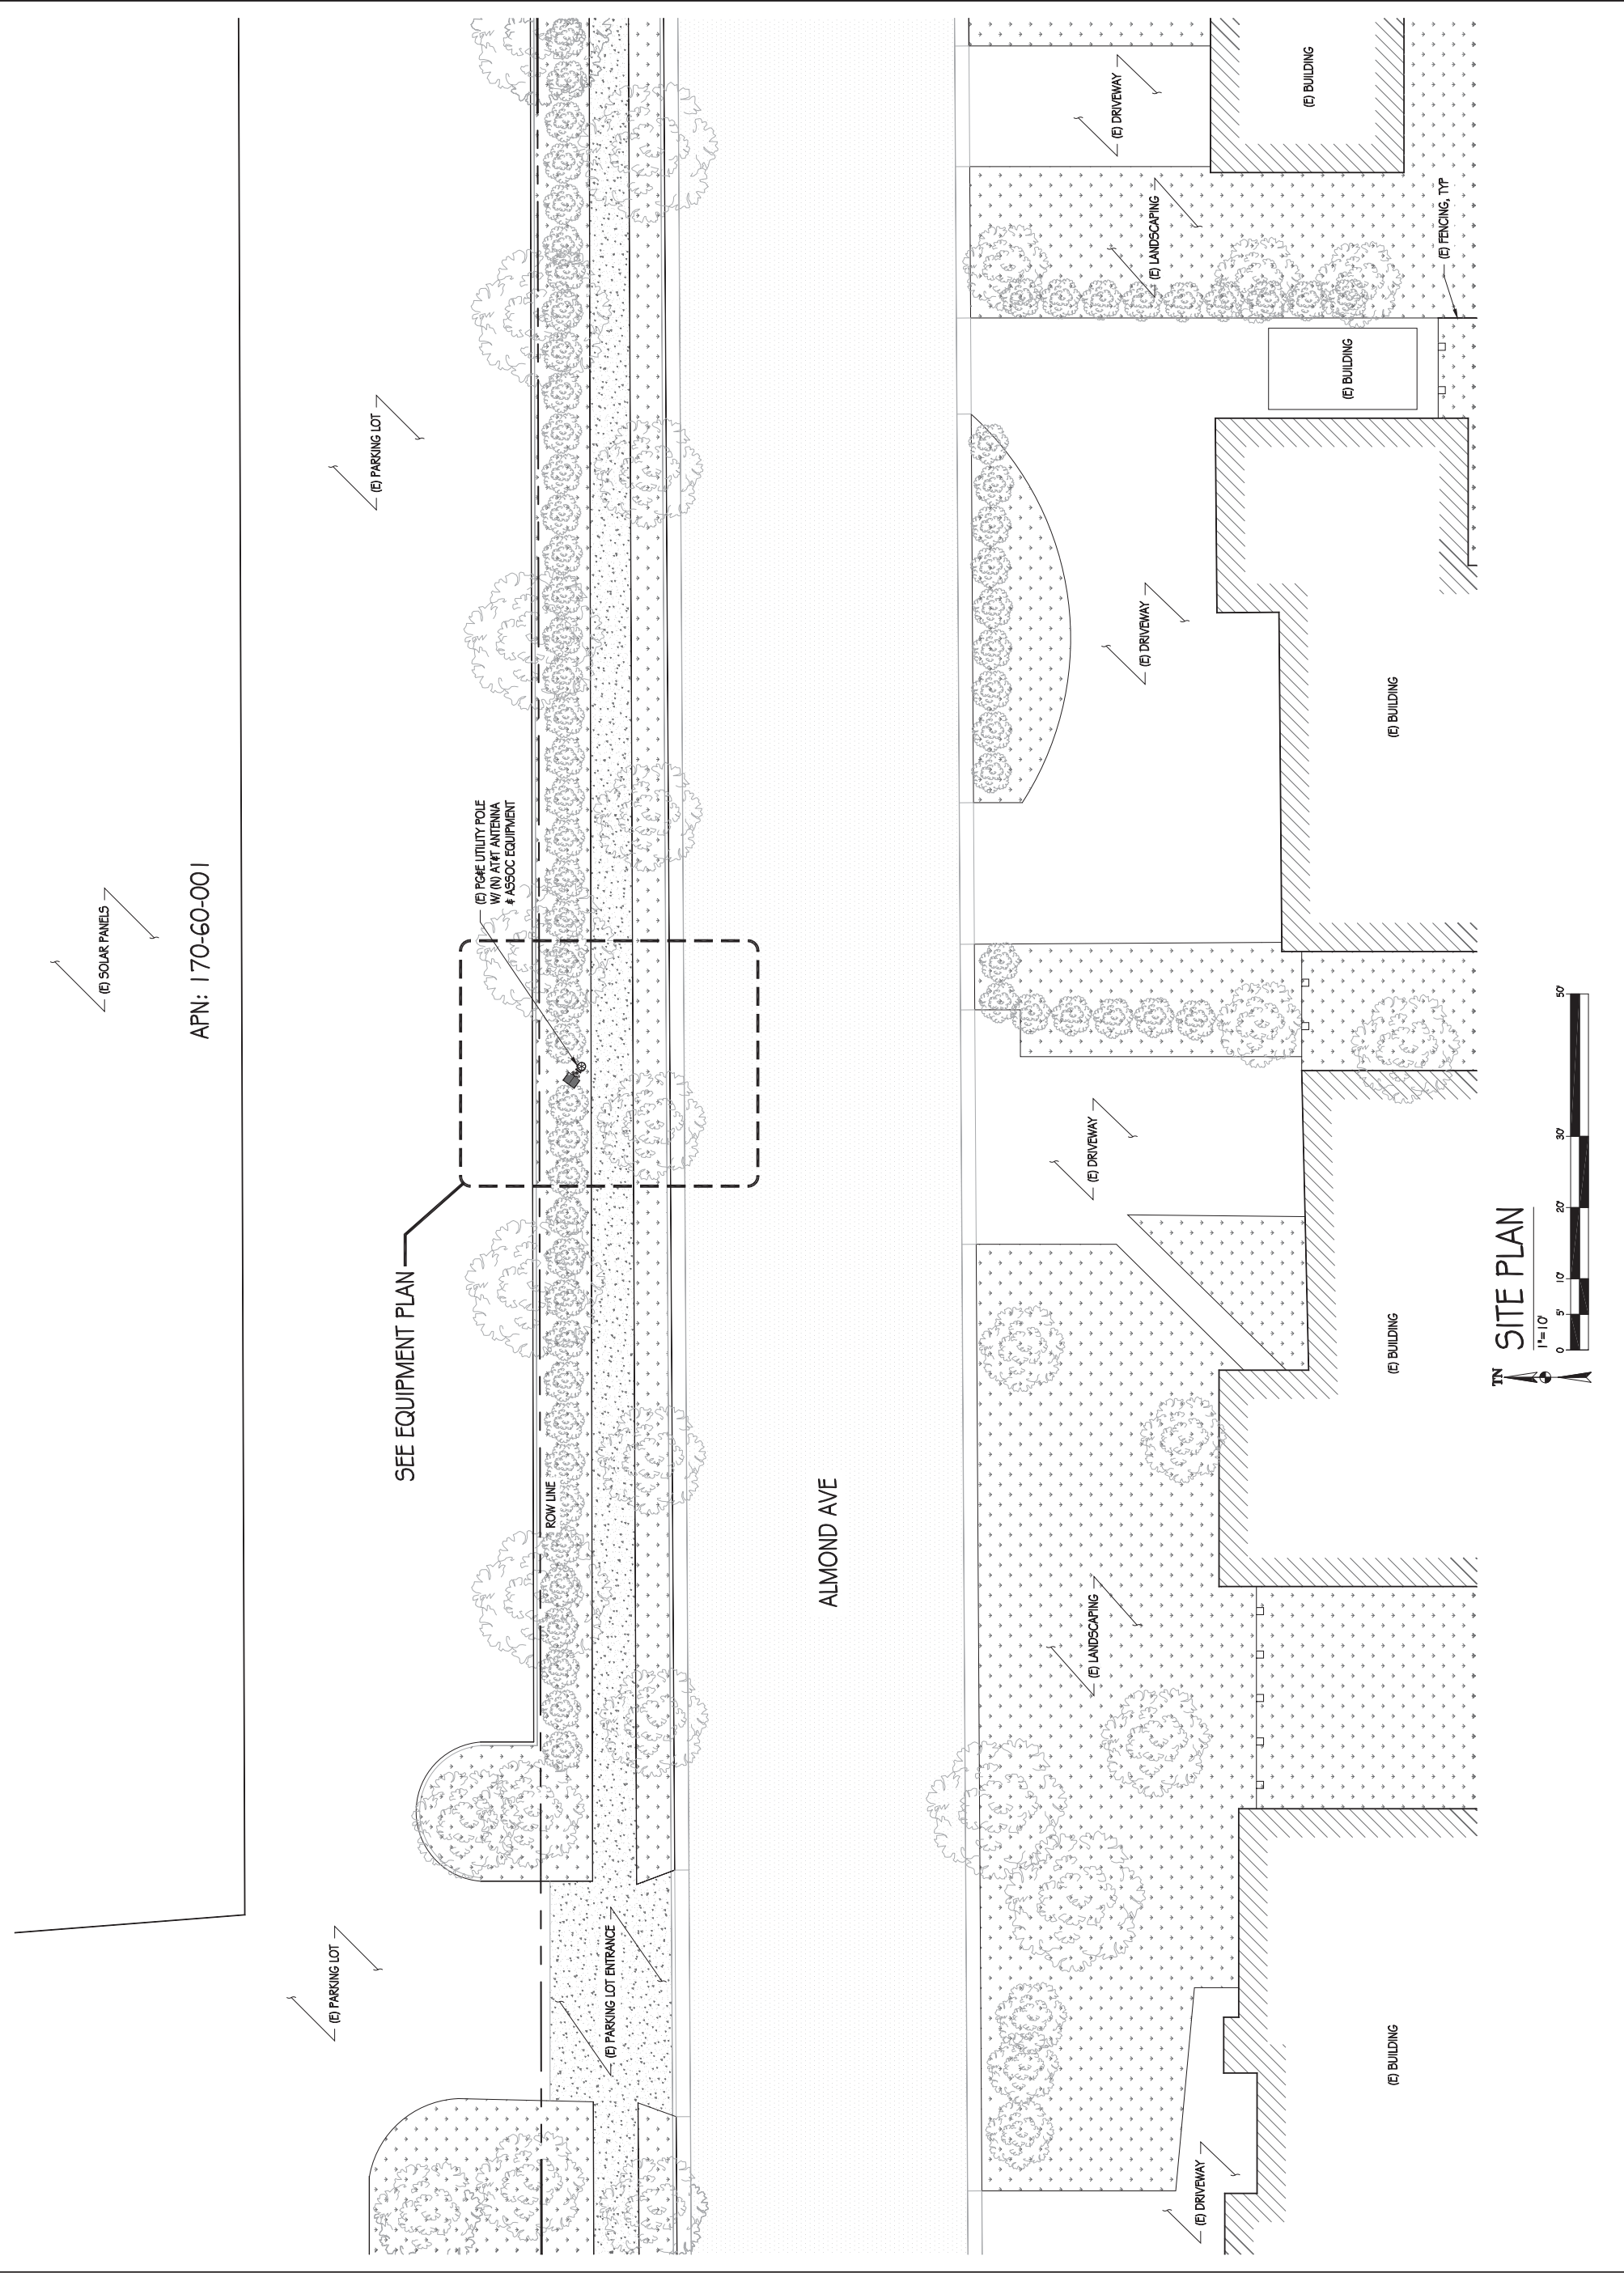 (E) SOLAR PANELS
APN: 170-60-001
(E) PARKING LOT
(E) PARKING LOT
(E) PG&E UTILITY POLE
W/ (N) AT&T ANTENNA
& ASSOC EQUIPMENT
SEE EQUIPMENT PLAN
ROW LINE
(E) PARKING LOT ENTRANCE
ALMOND AVE
(E) DRIVEWAY
(E) LANDSCAPING
(E) DRIVEWAY
(E) DRIVEWAY
(E) LANDSCAPING
(E) DRIVEWAY
(E) BUILDING
(E) BUILDING
(E) FENCING, TYP
(E) BUILDING
(E) BUILDING
(E) BUILDING
TN
SITE PLAN
1"=10'
0 5' 10' 20' 30' 50'